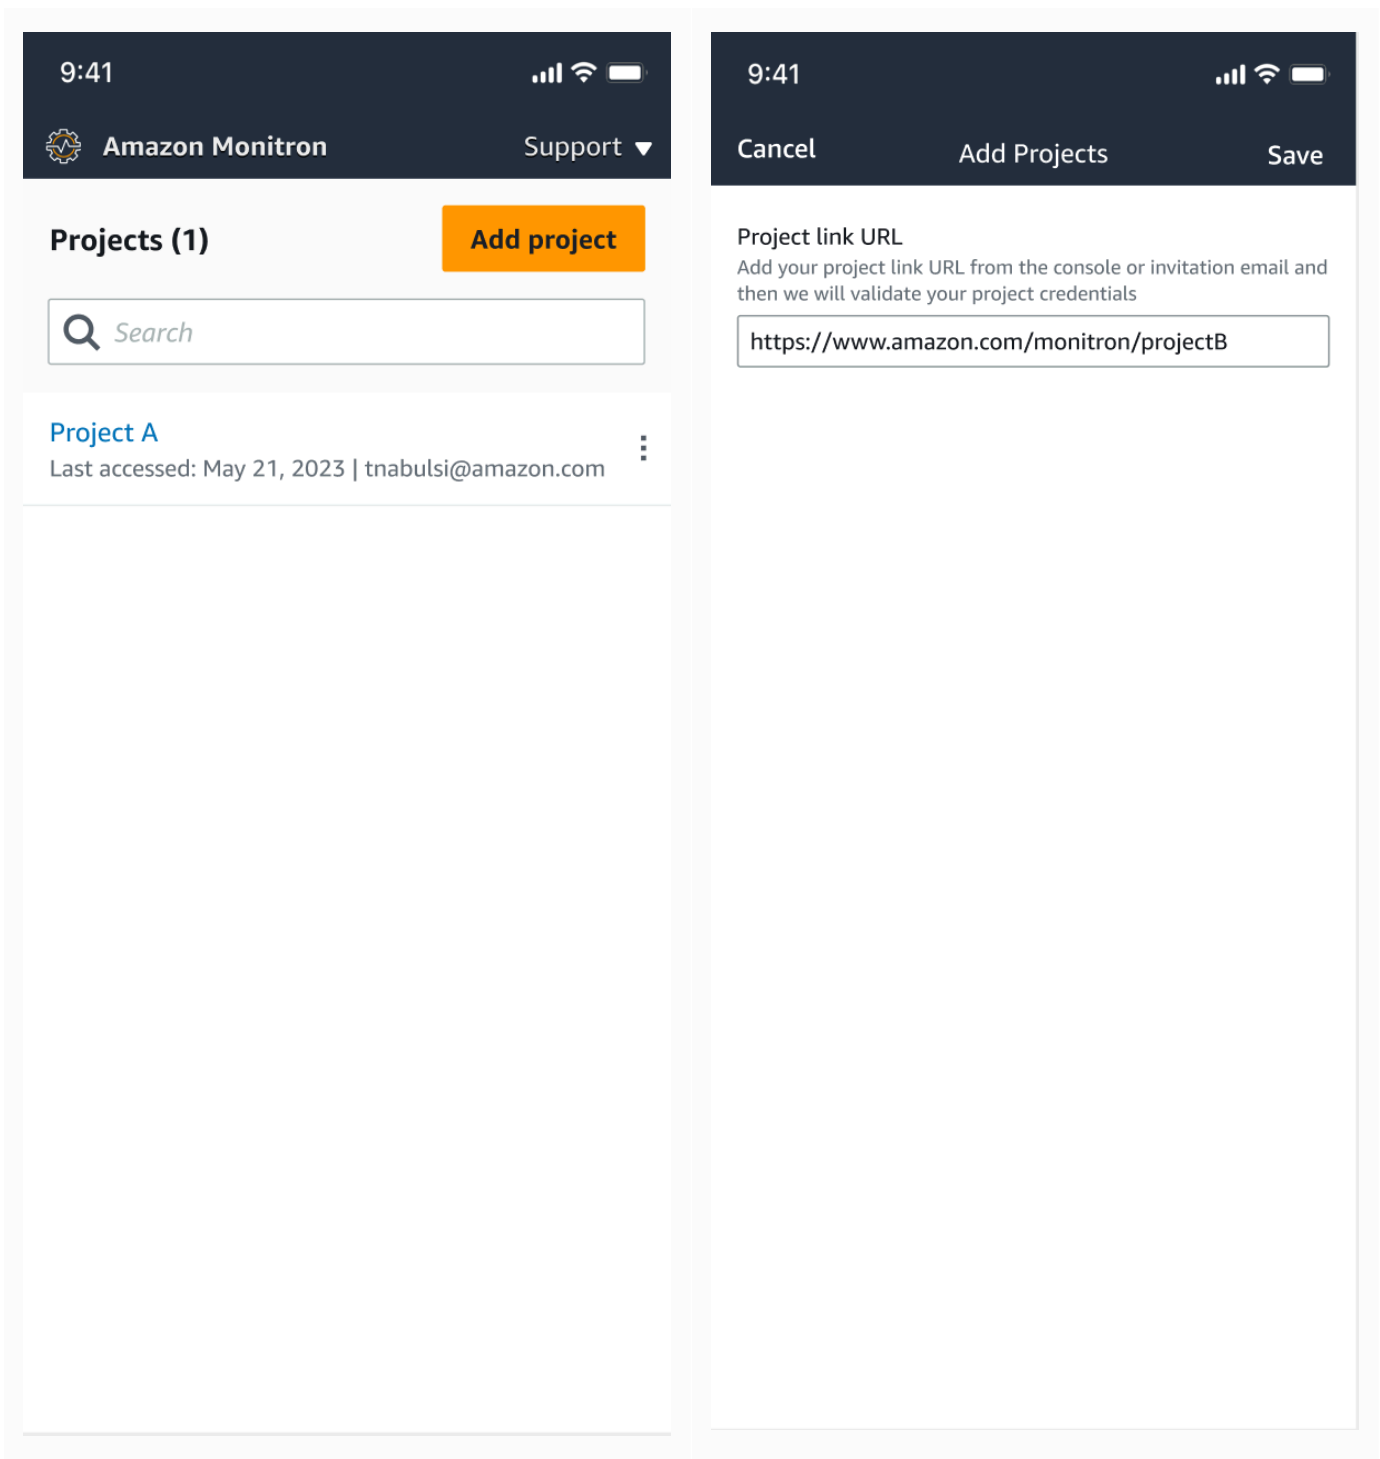 9:41
Amazon Monitron
Support
Projects (1)
Add project
Search
Project A
Last accessed: May 21, 2023 | tnabulsi@amazon.com
9:41
Cancel
Add Projects
Save
Project link URL
Add your project link URL from the console or invitation email and
then we will validate your project credentials
https://www.amazon.com/monitron/projectB